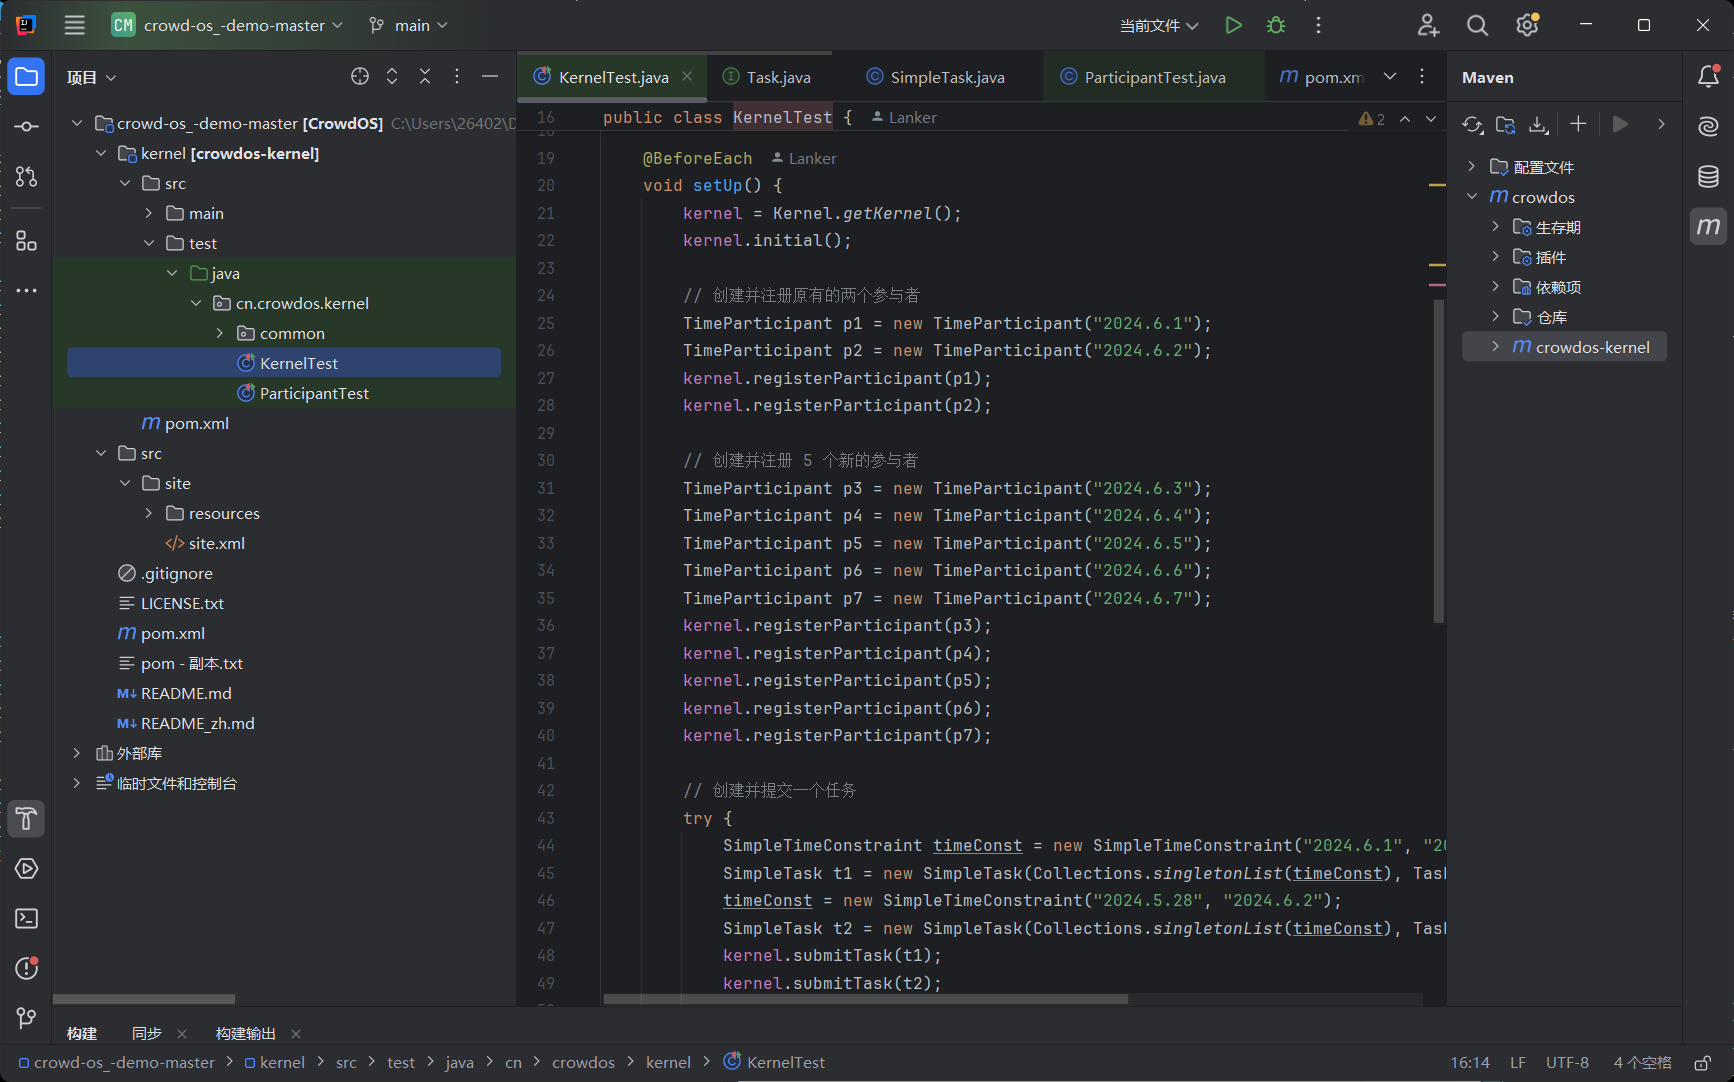 CM crowd-os_-demo-master main 当前文件
项目
crowd-os_-demo-master [CrowdOS] C:\Users\26402\D
kernel [crowdos-kernel]
src
main
test
java
cn.crowdos.kernel
common
KernelTest
ParticipantTest
pom.xml
src
site
resources
site.xml
.gitignore
LICENSE.txt
pom.xml
pom - 副本.txt
README.md
README_zh.md
外部库
临时文件和控制台
KernelTest.java Task.java SimpleTask.java ParticipantTest.java pom.xm
16 public class KernelTest { Lanker 2
19 @BeforeEach Lanker
20 void setUp() {
21 kernel = Kernel.getKernel();
22 kernel.initial();
23
24 // 创建并注册原有的两个参与者
25 TimeParticipant p1 = new TimeParticipant("2024.6.1");
26 TimeParticipant p2 = new TimeParticipant("2024.6.2");
27 kernel.registerParticipant(p1);
28 kernel.registerParticipant(p2);
29
30 // 创建并注册 5 个新的参与者
31 TimeParticipant p3 = new TimeParticipant("2024.6.3");
32 TimeParticipant p4 = new TimeParticipant("2024.6.4");
33 TimeParticipant p5 = new TimeParticipant("2024.6.5");
34 TimeParticipant p6 = new TimeParticipant("2024.6.6");
35 TimeParticipant p7 = new TimeParticipant("2024.6.7");
36 kernel.registerParticipant(p3);
37 kernel.registerParticipant(p4);
38 kernel.registerParticipant(p5);
39 kernel.registerParticipant(p6);
40 kernel.registerParticipant(p7);
41
42 // 创建并提交一个任务
43 try {
44 SimpleTimeConstraint timeConst = new SimpleTimeConstraint("2024.6.1", "20
45 SimpleTask t1 = new SimpleTask(Collections.singletonList(timeConst), Task
46 timeConst = new SimpleTimeConstraint("2024.5.28", "2024.6.2");
47 SimpleTask t2 = new SimpleTask(Collections.singletonList(timeConst), Task
48 kernel.submitTask(t1);
49 kernel.submitTask(t2);
Maven
配置文件
crowdos
生存期
插件
依赖项
仓库
crowdos-kernel
构建 同步 构建输出
crowd-os_-demo-master > kernel > src > test > java > cn > crowdos > kernel > KernelTest 16:14 LF UTF-8 4 个空格